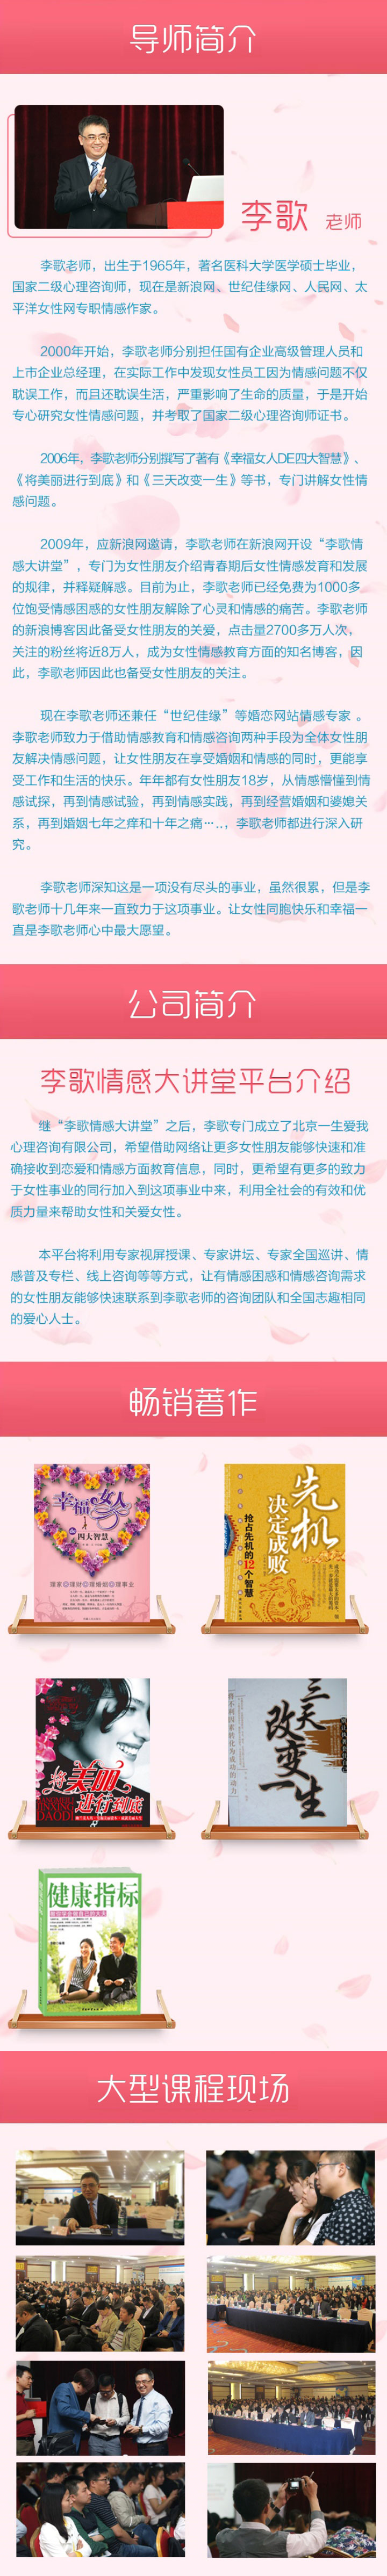 导师简介
李歌 老师
李歌老师，出生于1965年，著名医科大学医学硕士毕业，
国家二级心理咨询师，现在是新浪网、世纪佳缘网、人民网、太
平洋女性网专职情感作家。
2000年开始，李歌老师分别担任国有企业高级管理人员和
上市企业总经理，在实际工作中发现女性员工因为情感问题不仅
耽误工作，而且还耽误生活，严重影响了生命的质量，于是开始
专心研究女性情感问题，并考取了国家二级心理咨询师证书。
2006年，李歌老师分别撰写了著有《幸福女人DE四大智慧》、
《将美丽进行到底》和《三天改变一生》等书，专门讲解女性情
感问题。
2009年，应新浪网邀请，李歌老师在新浪网开设“李歌情
感大讲堂”，专门为女性朋友介绍青春期后女性情感发育和发展
的规律，并释疑解惑。目前为止，李歌老师已经免费为1000多
位饱受情感困惑的女性朋友解除了心灵和情感的痛苦。李歌老师
的新浪博客因此备受女性朋友的关爱，点击量2700多万人次，
关注的粉丝将近8万人，成为女性情感教育方面的知名博客，因
此，李歌老师因此也备受女性朋友的关注。
现在李歌老师还兼任“世纪佳缘”等婚恋网站情感专家 。
李歌老师致力于借助情感教育和情感咨询两种手段为全体女性朋
友解决情感问题，让女性朋友在享受婚姻和情感的同时，更能享
受工作和生活的快乐。年年都有女性朋友18岁，从情感懵懂到情
感试探，再到情感试验，再到情感实践，再到经营婚姻和婆媳关
系，再到婚姻七年之痒和十年之痛…..，李歌老师都进行深入研
究。
李歌老师深知这是一项没有尽头的事业，虽然很累，但是李
歌老师十几年来一直致力于这项事业。让女性同胞快乐和幸福一
直是李歌老师心中最大愿望。
公司简介
李歌情感大讲堂平台介绍
继“李歌情感大讲堂”之后，李歌专门成立了北京一生爱我
心理咨询有限公司，希望借助网络让更多女性朋友能够快速和准
确接收到恋爱和情感方面教育信息，同时，更希望有更多的致力
于女性事业的同行加入到这项事业中来，利用全社会的有效和优
质力量来帮助女性和关爱女性。
本平台将利用专家视屏授课、专家讲坛、专家全国巡讲、情
感普及专栏、线上咨询等等方式，让有情感困惑和情感咨询需求
的女性朋友能够快速联系到李歌老师的咨询团队和全国志趣相同
的爱心人士。
畅销著作
幸福女人
四大智慧
先机
决定成败
抢占先机的12个智慧
将美丽
进行到底
三天
改变
一生
健康指标
大型课程现场